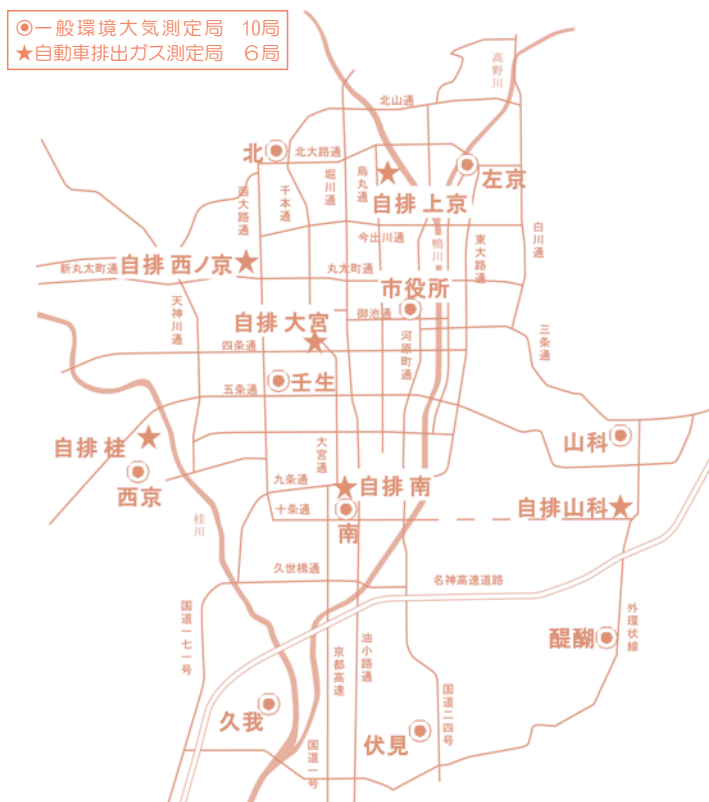 ◉一般環境大気測定局 10局
★自動車排出ガス測定局 6局
高野川
北山通
北
北大路通
左京
西大路通
千本通
堀川通
烏丸通
自排 上京
今出川通
鴨川
東大路通
白川通
自排 西ノ京
新丸太町通
丸太町通
市役所
天神川通
自排 大宮
御池通
河原町通
三条通
四条通
五条通
壬生
自排 桂
西京
大宮通
山科
九条通
自排 南
十条通
南
自排山科
桂川
久世橋通
名神高速道路
国道一七一号
醍醐
外環状線
京都高速
油小路通
久我
伏見
国道二四号
国道一号